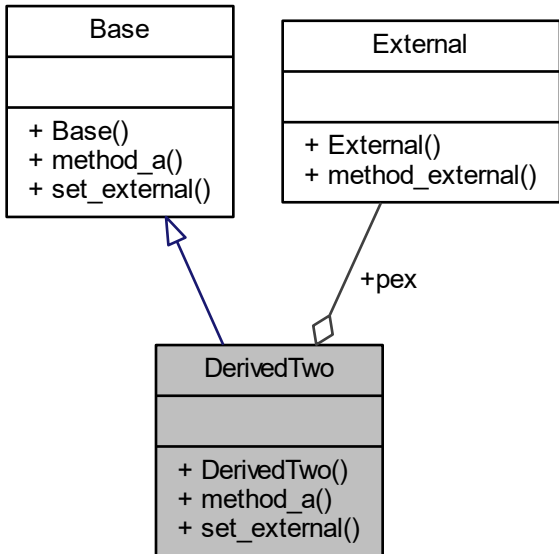 Base
+ Base()
+ method_a()
+ set_external()
External
+ External()
+ method_external()
+pex
DerivedTwo
+ DerivedTwo()
+ method_a()
+ set_external()